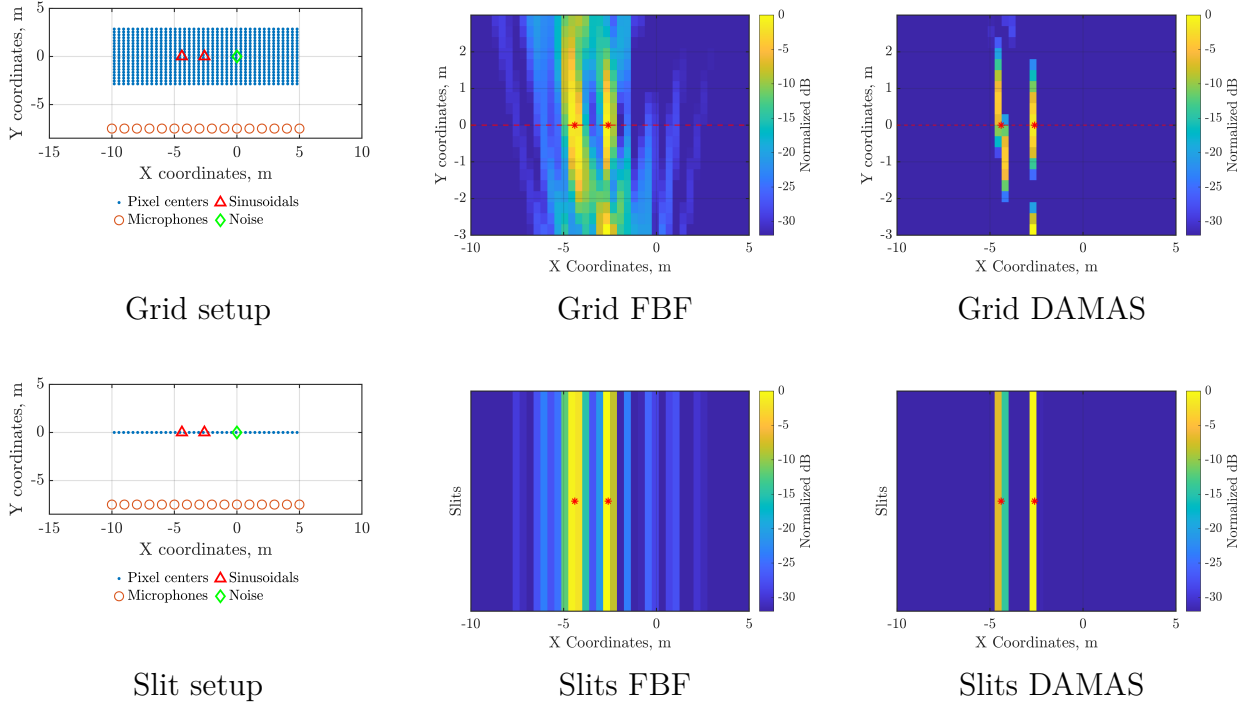 5
0
-5
Y coordinates, m
-15 -10 -5 0 5 10
X coordinates, m
Pixel centers Sinusoidals
Microphones Noise
Grid setup
2
1
0
-1
-2
-3
Y coordinates, m
-10 -5 0 5
X Coordinates, m
0
-5
-10
-15
-20
-25
-30
Normalized dB
Grid FBF
2
1
0
-1
-2
-3
Y coordinates, m
-10 -5 0 5
X Coordinates, m
0
-5
-10
-15
-20
-25
-30
Normalized dB
Grid DAMAS
5
0
-5
Y coordinates, m
-15 -10 -5 0 5 10
X coordinates, m
Pixel centers Sinusoidals
Microphones Noise
Slit setup
Slits
-10 -5 0 5
X Coordinates, m
0
-5
-10
-15
-20
-25
-30
Normalized dB
Slits FBF
Slits
-10 -5 0 5
X Coordinates, m
0
-5
-10
-15
-20
-25
-30
Normalized dB
Slits DAMAS